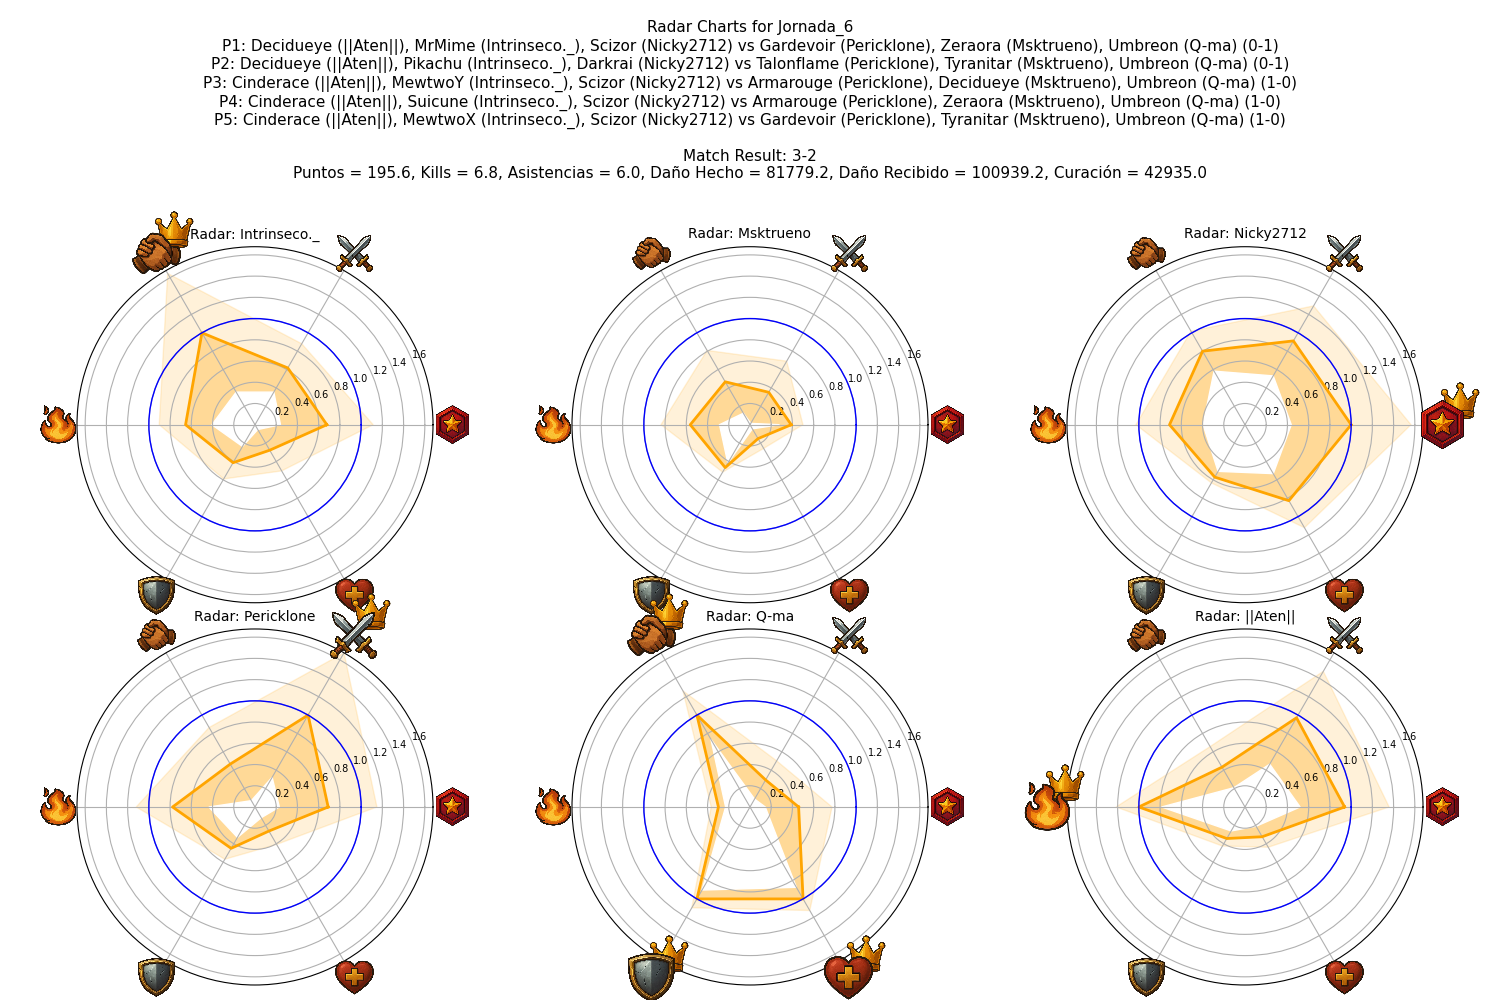 Radar Charts for Jornada_6
P1: Decidueye (||Aten||), MrMime (Intrinseco._), Scizor (Nicky2712) vs Gardevoir (Pericklone), Zeraora (Msktrueno), Umbreon (Q-ma) (0-1)
P2: Decidueye (||Aten||), Pikachu (Intrinseco._), Darkrai (Nicky2712) vs Talonflame (Pericklone), Tyranitar (Msktrueno), Umbreon (Q-ma) (0-1)
P3: Cinderace (||Aten||), MewtwoY (Intrinseco._), Scizor (Nicky2712) vs Armarouge (Pericklone), Decidueye (Msktrueno), Umbreon (Q-ma) (1-0)
P4: Cinderace (||Aten||), Suicune (Intrinseco._), Scizor (Nicky2712) vs Armarouge (Pericklone), Zeraora (Msktrueno), Umbreon (Q-ma) (1-0)
P5: Cinderace (||Aten||), MewtwoX (Intrinseco._), Scizor (Nicky2712) vs Gardevoir (Pericklone), Tyranitar (Msktrueno), Umbreon (Q-ma) (1-0)
Match Result: 3-2
Puntos = 195.6, Kills = 6.8, Asistencias = 6.0, Daño Hecho = 81779.2, Daño Recibido = 100939.2, Curación = 42935.0
Radar: Intrinseco._
0.2 0.4 0.6 0.8 1.0 1.2 1.4 1.6
Radar: Msktrueno
0.2 0.4 0.6 0.8 1.0 1.2 1.4 1.6
Radar: Nicky2712
0.2 0.4 0.6 0.8 1.0 1.2 1.4 1.6
Radar: Pericklone
0.2 0.4 0.6 0.8 1.0 1.2 1.4 1.6
Radar: Q-ma
0.2 0.4 0.6 0.8 1.0 1.2 1.4 1.6
Radar: ||Aten||
0.2 0.4 0.6 0.8 1.0 1.2 1.4 1.6